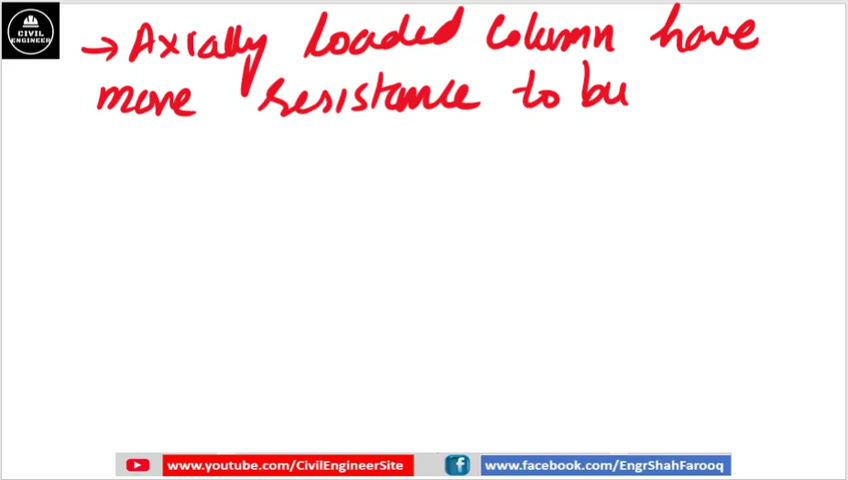 CIVIL
ENGINEER
→ Axially Loaded Column have
more resistance to bu
www.youtube.com/CivilEngineerSite
www.facebook.com/EngrShahFarooq